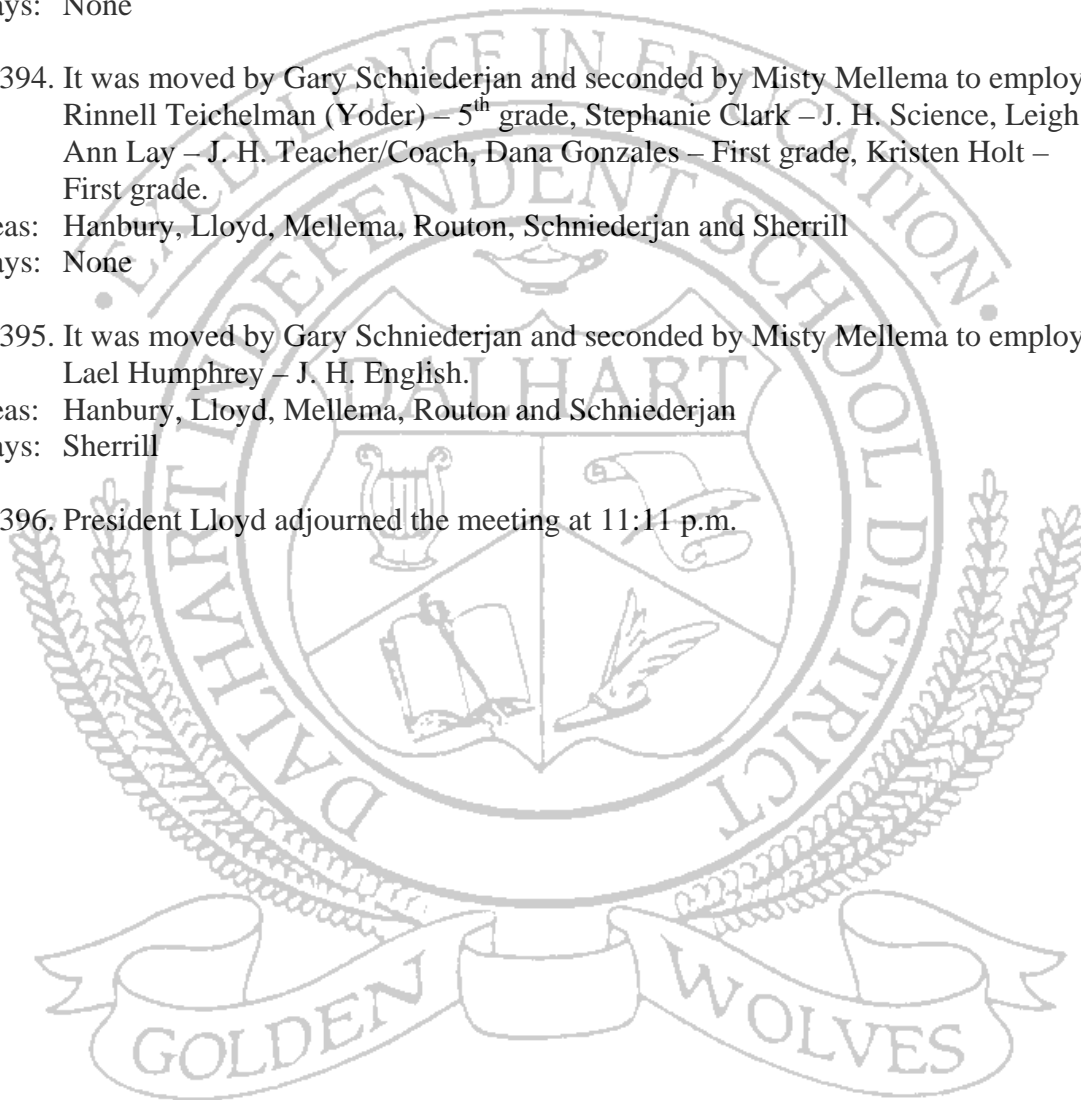 ays: None
394. It was moved by Gary Schniederjan and seconded by Misty Mellema to employ
Rinnell Teichelman (Yoder) – 5th grade, Stephanie Clark – J. H. Science, Leigh
Ann Lay – J. H. Teacher/Coach, Dana Gonzales – First grade, Kristen Holt –
First grade.
eas: Hanbury, Lloyd, Mellema, Routon, Schniederjan and Sherrill
ays: None
395. It was moved by Gary Schniederjan and seconded by Misty Mellema to employ
Lael Humphrey – J. H. English.
eas: Hanbury, Lloyd, Mellema, Routon and Schniederjan
ays: Sherrill
396. President Lloyd adjourned the meeting at 11:11 p.m.
•EXCELLENCE IN EDUCATION•
DALHART INDEPENDENT SCHOOL DISTRICT
DALHART
GOLDEN WOLVES